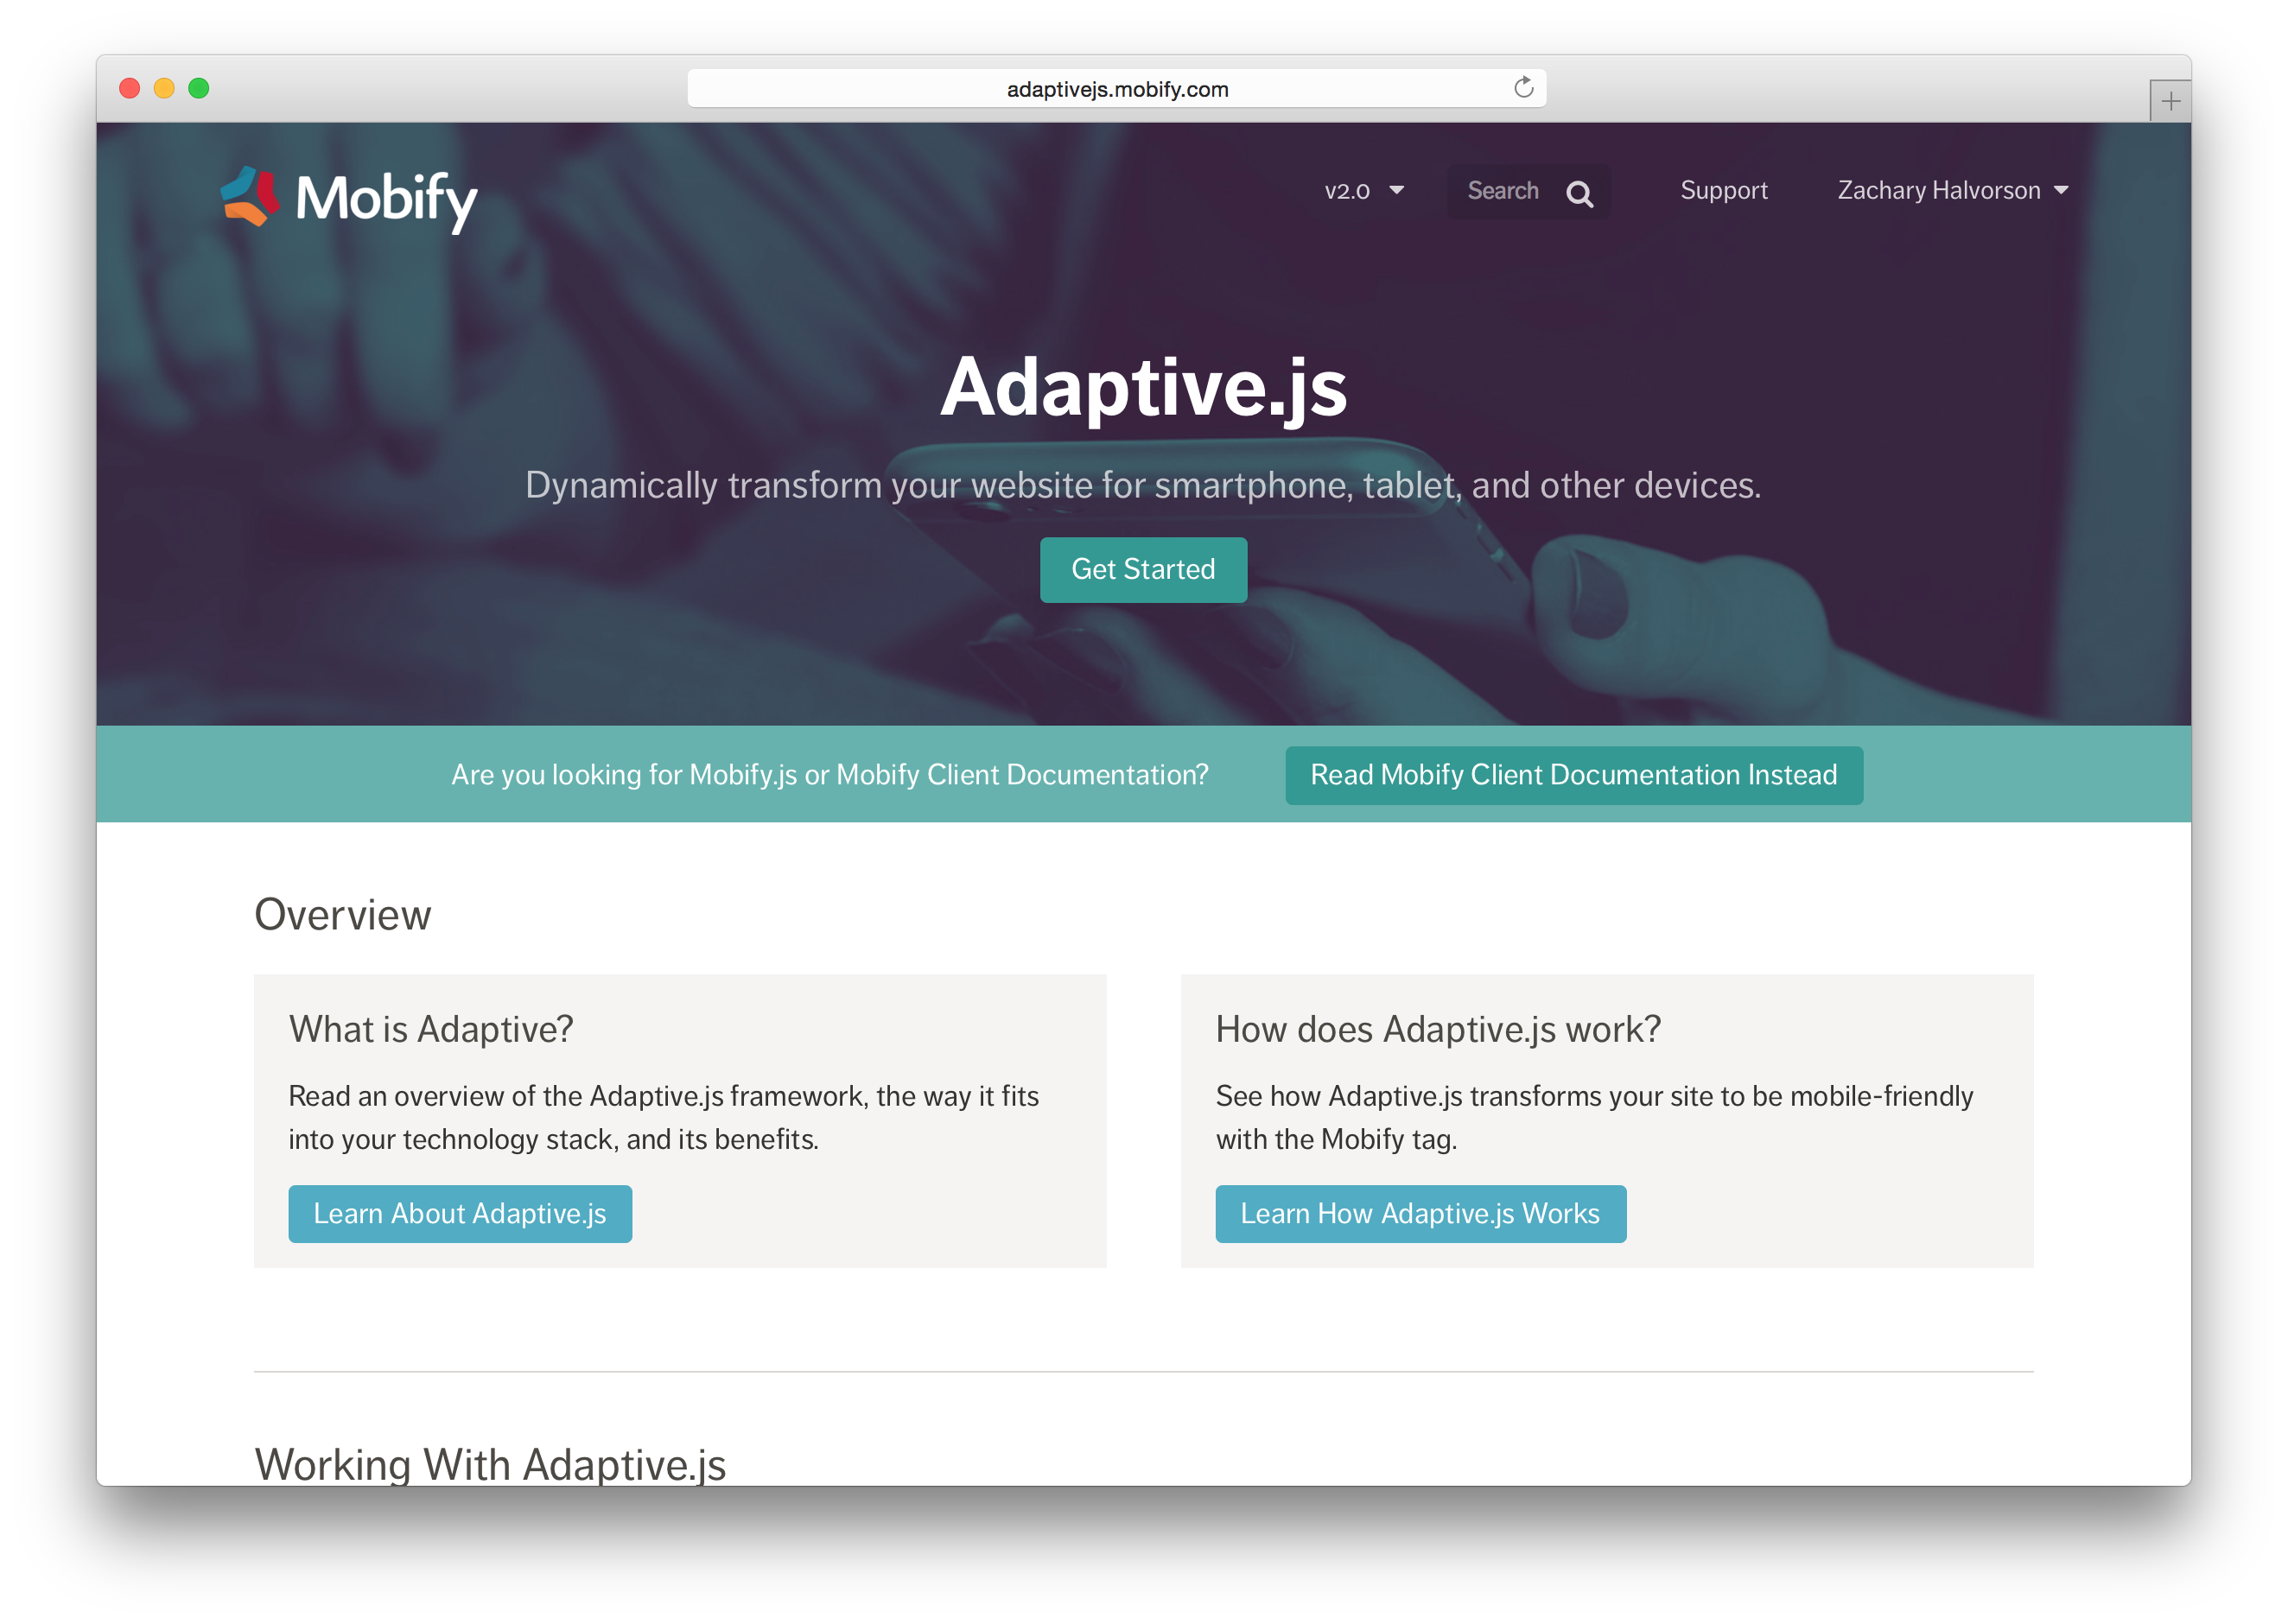 adaptivejs.mobify.com
Mobify
v2.0
Search
Support
Zachary Halvorson
Adaptive.js
Dynamically transform your website for smartphone, tablet, and other devices.
Get Started
Are you looking for Mobify.js or Mobify Client Documentation?
Read Mobify Client Documentation Instead
Overview
What is Adaptive?
Read an overview of the Adaptive.js framework, the way it fits
into your technology stack, and its benefits.
Learn About Adaptive.js
How does Adaptive.js work?
See how Adaptive.js transforms your site to be mobile-friendly
with the Mobify tag.
Learn How Adaptive.js Works
Working With Adaptive.js